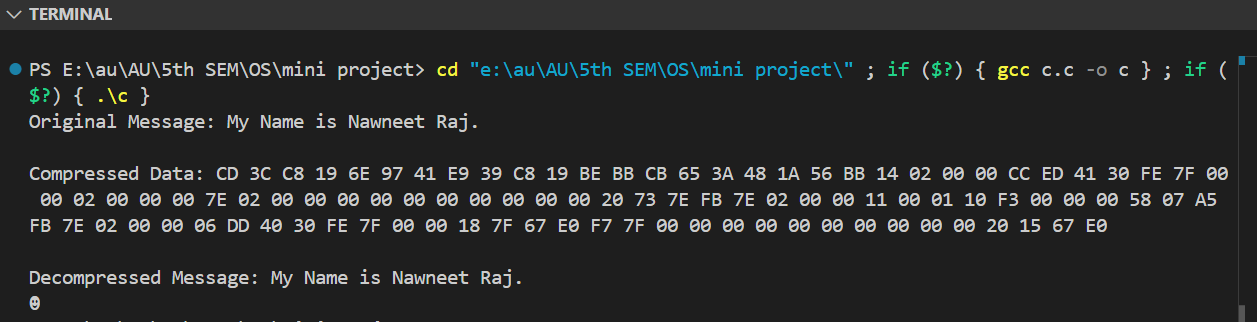 TERMINAL
PS E:\au\AU\5th SEM\OS\mini project> cd "e:\au\AU\5th SEM\OS\mini project\" ; if ($?) { gcc c.c -o c } ; if (
$?) { .\c }
Original Message: My Name is Nawneet Raj.
Compressed Data: CD 3C C8 19 6E 97 41 E9 39 C8 19 BE BB CB 65 3A 48 1A 56 BB 14 02 00 00 CC ED 41 30 FE 7F 00
00 02 00 00 00 7E 02 00 00 00 00 00 00 00 00 00 00 00 20 73 7E FB 7E 02 00 00 11 00 01 10 F3 00 00 00 58 07 A5
FB 7E 02 00 00 06 DD 40 30 FE 7F 00 00 18 7F 67 E0 F7 7F 00 00 00 00 00 00 00 00 00 00 20 15 67 E0
Decompressed Message: My Name is Nawneet Raj.
☻